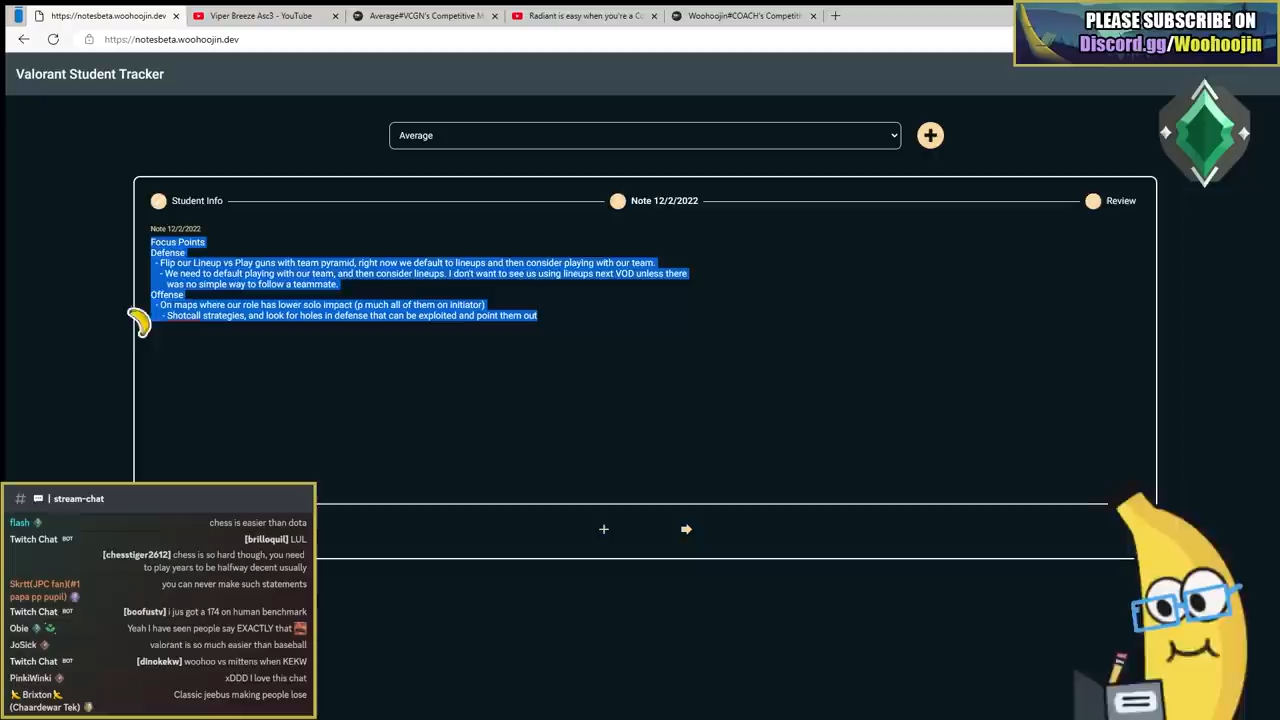 https://notesbeta.woohoojin.dev
Viper Breeze Asc3 - YouTube
Average#VCGN's Competitive M
Radiant is easy when you're a Co
Woohoojin#COACH's Competitiv
https://notesbeta.woohoojin.dev
PLEASE SUBSCRIBE ON
Discord.gg/Woohoojin
Valorant Student Tracker
Average
Student Info
Note 12/2/2022
Review
Note 12/2/2022
Focus Points
Defense
- Flip our Lineup vs Play guns with team pyramid, right now we default to lineups and then consider playing with our team.
- We need to default playing with our team, and then consider lineups. I don't want to see us using lineups next VOD unless there
was no simple way to follow a teammate.
Offense
- On maps where our role has lower solo impact (p much all of them on initiator)
- Shotcall strategies, and look for holes in defense that can be exploited and point them out
# | stream-chat
flash chess is easier than dota
Twitch Chat BOT [brilloquil] LUL
[chesstiger2612] chess is so hard though, you need
to play years to be halfway decent usually
Skrtt(JPC fan)(#1 you can never make such statements
papa pp pupil)
Twitch Chat BOT [boofustv] i jus got a 174 on human benchmark
Obie Yeah I have seen people say EXACTLY that
JoSick valorant is so much easier than baseball
Twitch Chat BOT [dinokekw] woohoo vs mittens when KEKW
PinkiWinki xDDD I love this chat
Brixton Classic jeebus making people lose
(Chaardewar Tek)